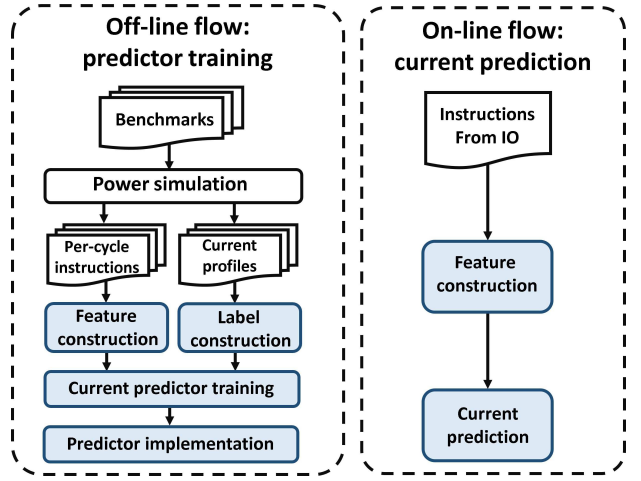 Off-line flow:
predictor training
Benchmarks
Power simulation
Per-cycle
instructions
Current
profiles
Feature
construction
Label
construction
Current predictor training
Predictor implementation
On-line flow:
current prediction
Instructions
From IO
Feature
construction
Current
prediction